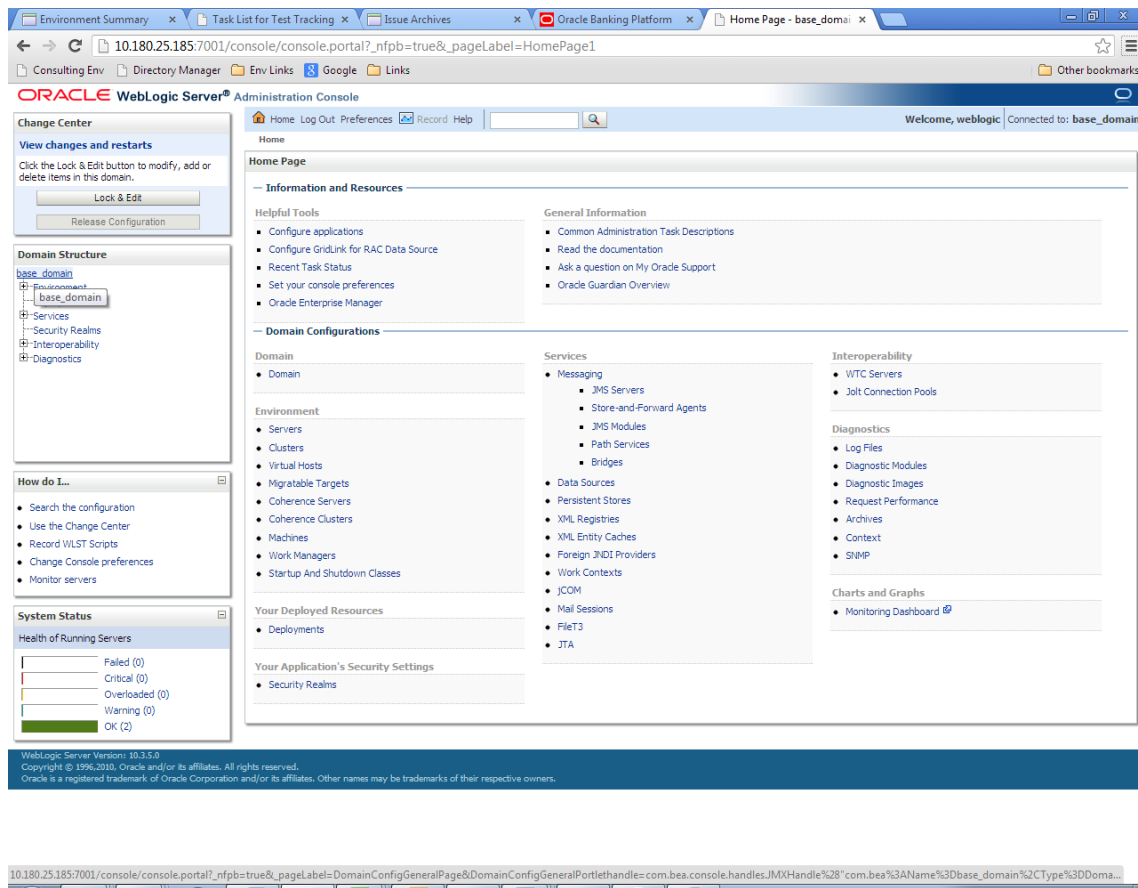 Environment Summary
Task List for Test Tracking
Issue Archives
Oracle Banking Platform
Home Page - base_domai
10.180.25.185:7001/console/console.portal?_nfpb=true&_pageLabel=HomePage1
Consulting Env Directory Manager Env Links Google Links
Other bookmarks
ORACLE WebLogic Server® Administration Console
Change Center
View changes and restarts
Click the Lock & Edit button to modify, add or
delete items in this domain.
Lock & Edit
Release Configuration
Domain Structure
base_domain
Environment
base_domain
Services
Security Realms
Interoperability
Diagnostics
How do I...
Search the configuration
Use the Change Center
Record WLST Scripts
Change Console preferences
Monitor servers
System Status
Health of Running Servers
Failed (0)
Critical (0)
Overloaded (0)
Warning (0)
OK (2)
Home Log Out Preferences Record Help
Welcome, weblogic
Connected to: base_domain
Home
Home Page
Information and Resources
Helpful Tools
Configure applications
Configure GridLink for RAC Data Source
Recent Task Status
Set your console preferences
Oracle Enterprise Manager
General Information
Common Administration Task Descriptions
Read the documentation
Ask a question on My Oracle Support
Oracle Guardian Overview
Domain Configurations
Domain
Domain
Environment
Servers
Clusters
Virtual Hosts
Migratable Targets
Coherence Servers
Coherence Clusters
Machines
Work Managers
Startup And Shutdown Classes
Your Deployed Resources
Deployments
Your Application's Security Settings
Security Realms
Services
Messaging
JMS Servers
Store-and-Forward Agents
JMS Modules
Path Services
Bridges
Data Sources
Persistent Stores
XML Registries
XML Entity Caches
Foreign JNDI Providers
Work Contexts
jCOM
Mail Sessions
FileT3
JTA
Interoperability
WTC Servers
Jolt Connection Pools
Diagnostics
Log Files
Diagnostic Modules
Diagnostic Images
Request Performance
Archives
Context
SNMP
Charts and Graphs
Monitoring Dashboard
WebLogic Server Version: 10.3.5.0
Copyright © 1996,2010, Oracle and/or its affiliates. All rights reserved.
Oracle is a registered trademark of Oracle Corporation and/or its affiliates. Other names may be trademarks of their respective owners.
10.180.25.185:7001/console/console.portal?_nfpb=true&_pageLabel=DomainConfigGeneralPage&DomainConfigGeneralPortlethandle=com.bea.console.handles.JMXHandle%28"com.bea%3AName%3Dbase_domain%2CType%3DDoma...